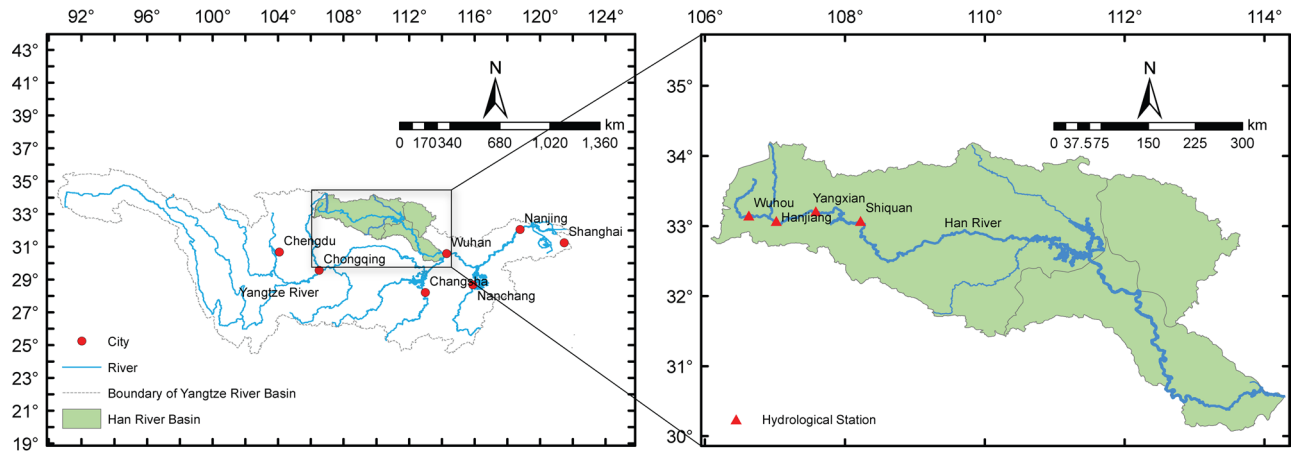 92° 96° 100° 104° 108° 112° 116° 120° 124°
43°
41°
39°
37°
35°
33°
31°
29°
27°
25°
23°
21°
19°
N
km
0 170 340 680 1,020 1,360
Nanjing
Shanghai
Wuhan
Chengdu
Chongqing
Changsha
Nanchang
Yangtze River
City
River
Boundary of Yangtze River Basin
Han River Basin
106° 108° 110° 112° 114°
35°
34°
33°
32°
31°
30°
N
km
0 37.575 150 225 300
Wuhou
Yangxian
Hanjiang
Shiquan
Han River
Hydrological Station